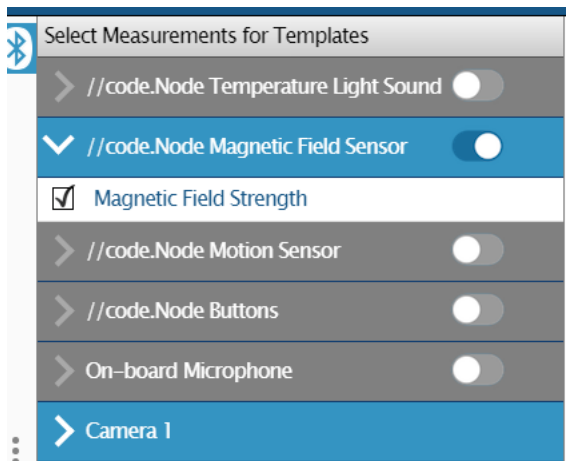 Select Measurements for Templates
//code.Node Temperature Light Sound
//code.Node Magnetic Field Sensor
Magnetic Field Strength
//code.Node Motion Sensor
//code.Node Buttons
On-board Microphone
Camera 1